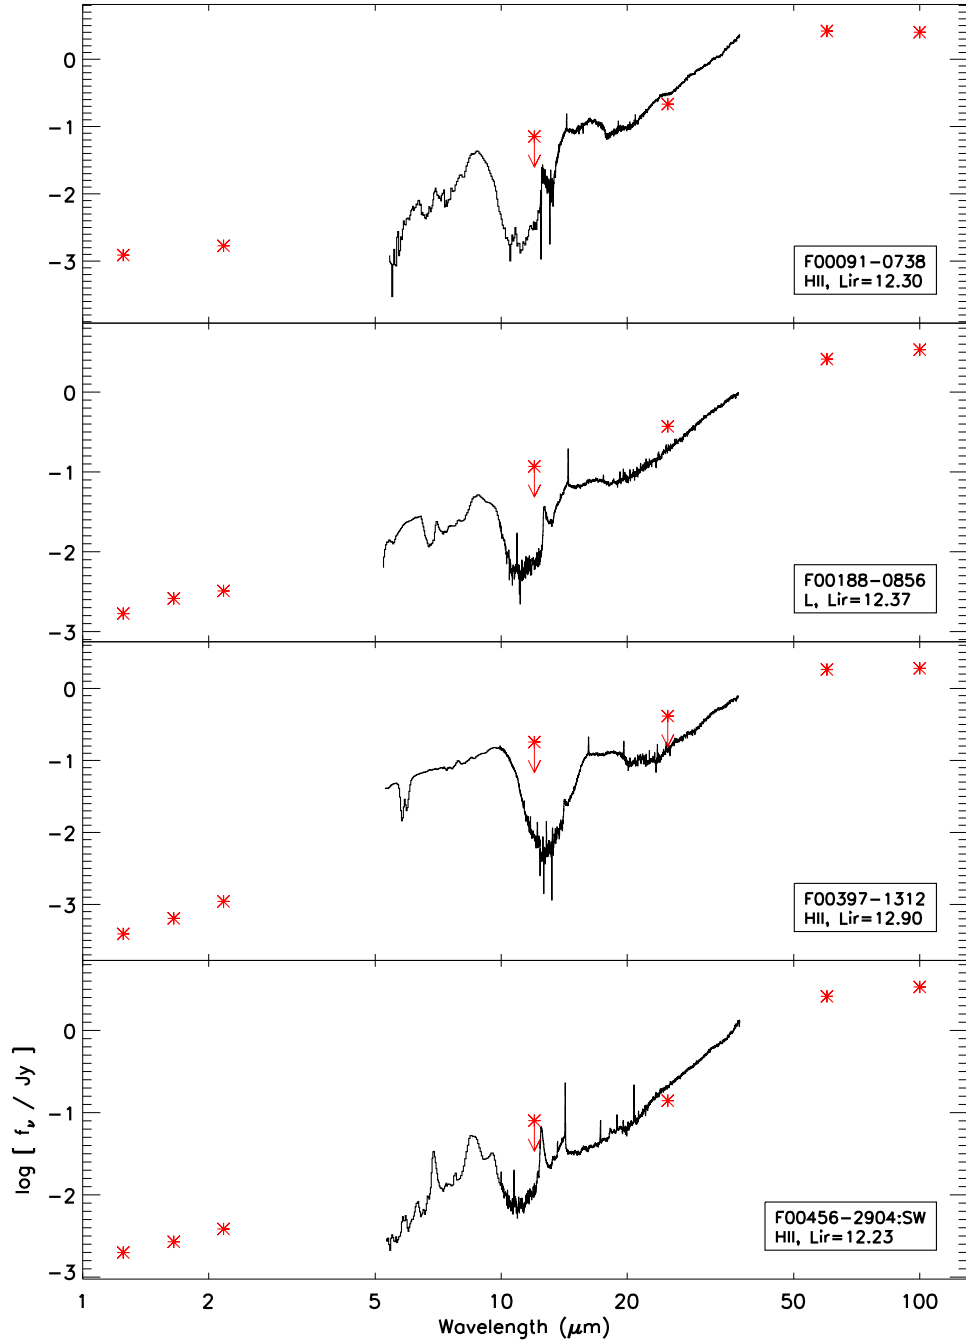 0
−1
−2
−3
F00091−0738
HII, Lir=12.30
0
−1
−2
−3
F00188−0856
L, Lir=12.37
0
−1
−2
−3
F00397−1312
HII, Lir=12.90
0
−1
−2
−3
F00456−2904:SW
HII, Lir=12.23
log [ fν / Jy ]
1 2 5 10 20 50 100
Wavelength (μm)